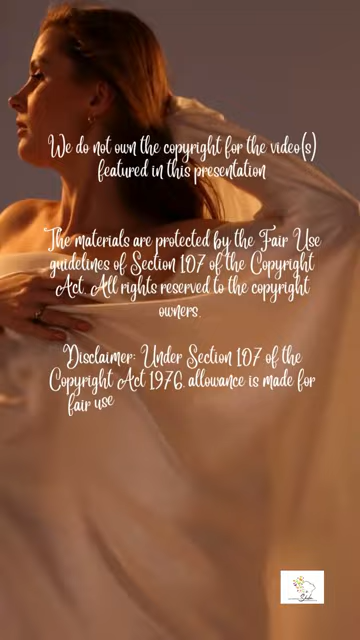 We do not own the copyright for the video(s)
featured in this presentation
The materials are protected by the Fair Use
guidelines of Section 107 of the Copyright
Act. All rights reserved to the copyright
owners.
Disclaimer: Under Section 107 of the
Copyright Act 1976, allowance is made for
fair use